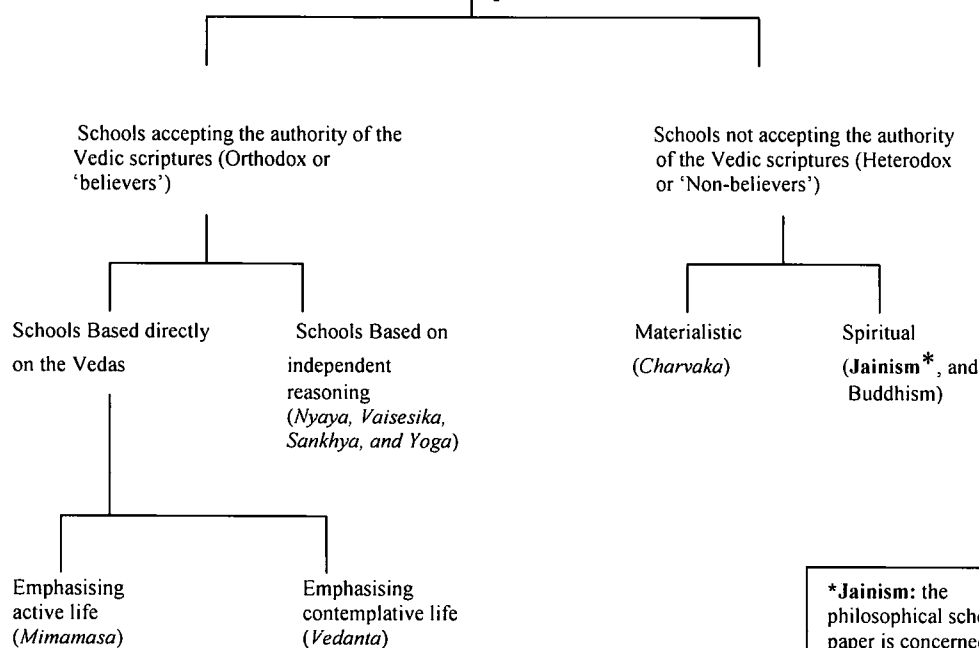 Schools accepting the authority of the
Vedic scriptures (Orthodox or
‘believers’)
Schools not accepting the authority
of the Vedic scriptures (Heterodox
or ‘Non-believers’)
Schools Based directly
on the Vedas
Schools Based on
independent
reasoning
(Nyaya, Vaisesika,
Sankhya, and Yoga)
Materialistic
(Charvaka)
Spiritual
(Jainism*, and
Buddhism)
Emphasising
active life
(Mimamasa)
Emphasising
contemplative life
(Vedanta)
*Jainism: the
philosophical
paper is concerned